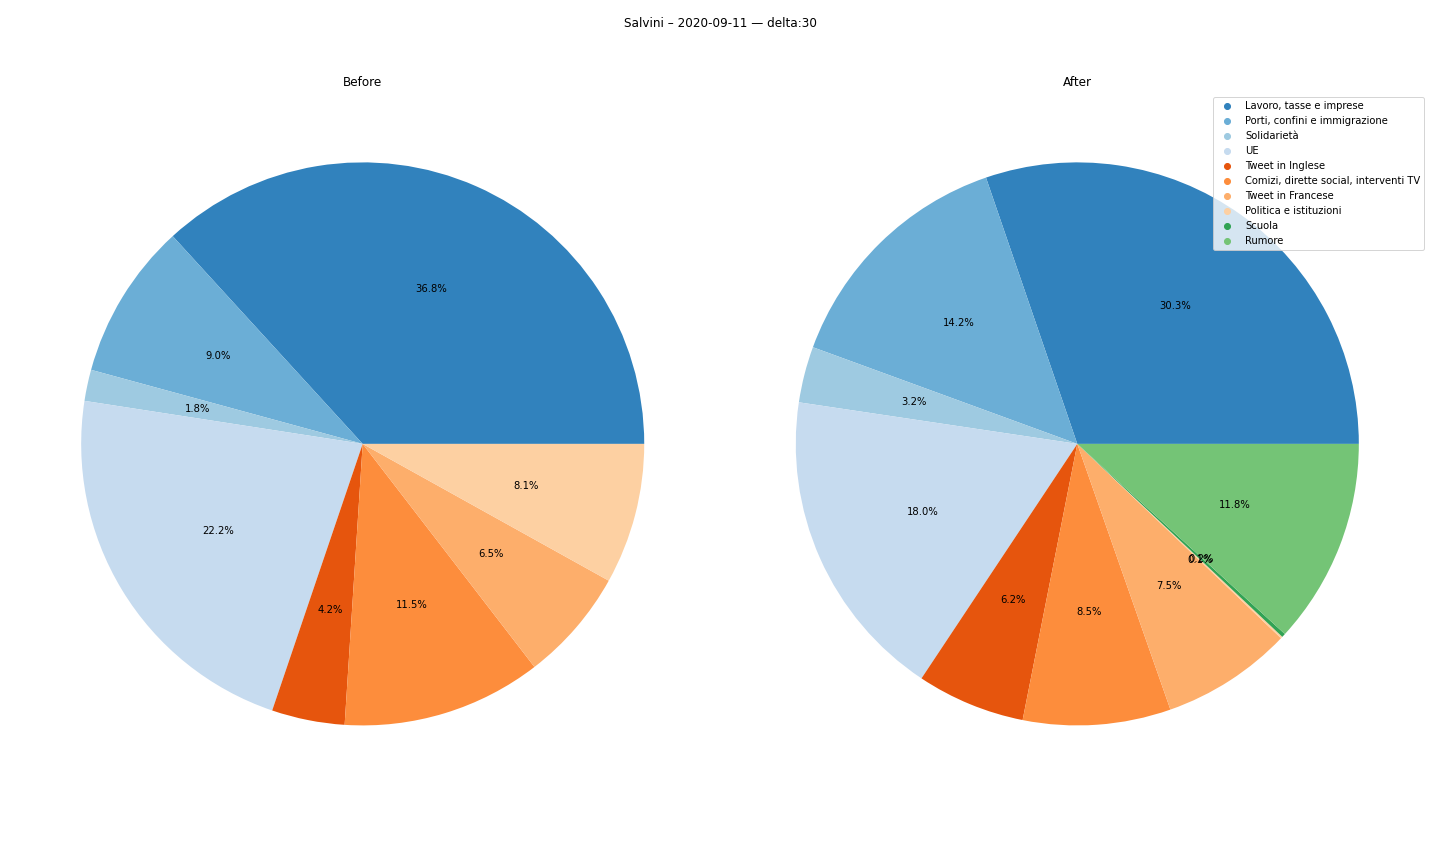 Salvini – 2020-09-11 — delta:30
Before
36.8%
9.0%
1.8%
22.2%
4.2%
11.5%
6.5%
8.1%
After
Lavoro, tasse e imprese
Porti, confini e immigrazione
Solidarietà
UE
Tweet in Inglese
Comizi, dirette social, interventi TV
Tweet in Francese
Politica e istituzioni
Scuola
Rumore
30.3%
14.2%
3.2%
18.0%
6.2%
8.5%
7.5%
11.8%